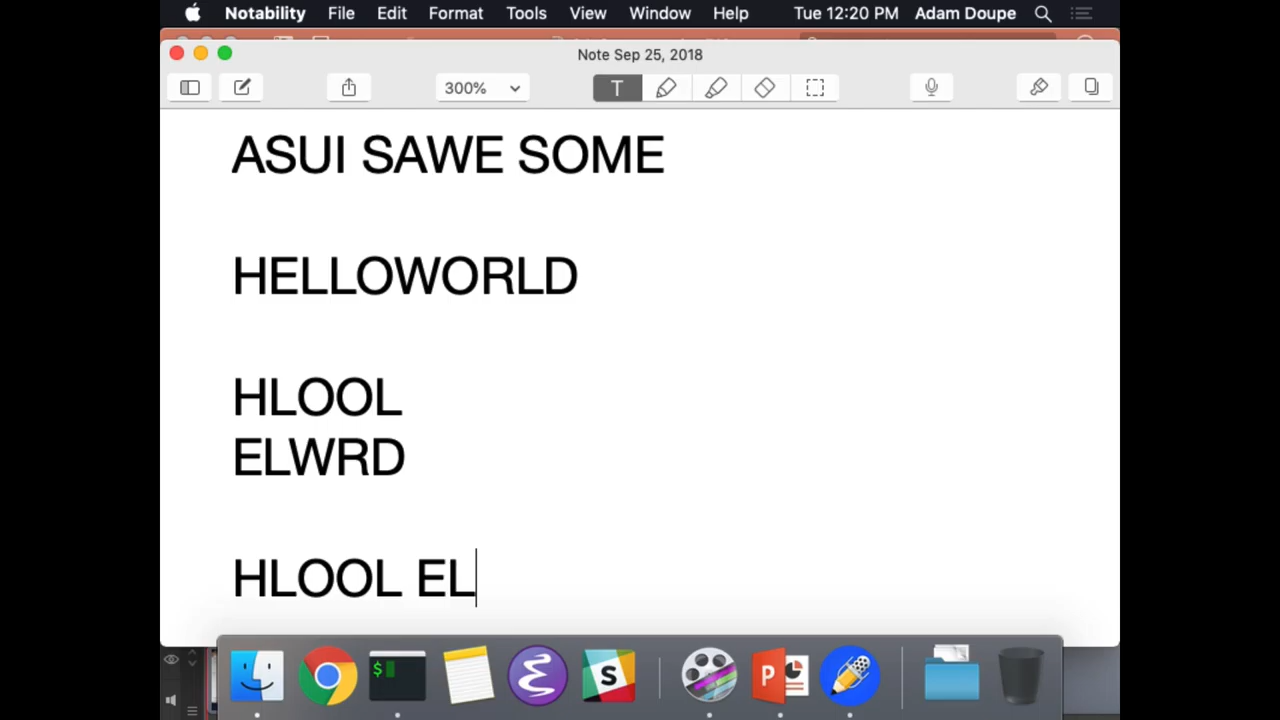 Notability File Edit Format Tools View Window Help Tue 12:20 PM Adam Doupe
Note Sep 25, 2018
300% T
ASUI SAWE SOME
HELLOWORLD
HLOOL
ELWRD
HLOOL EL
$ S P